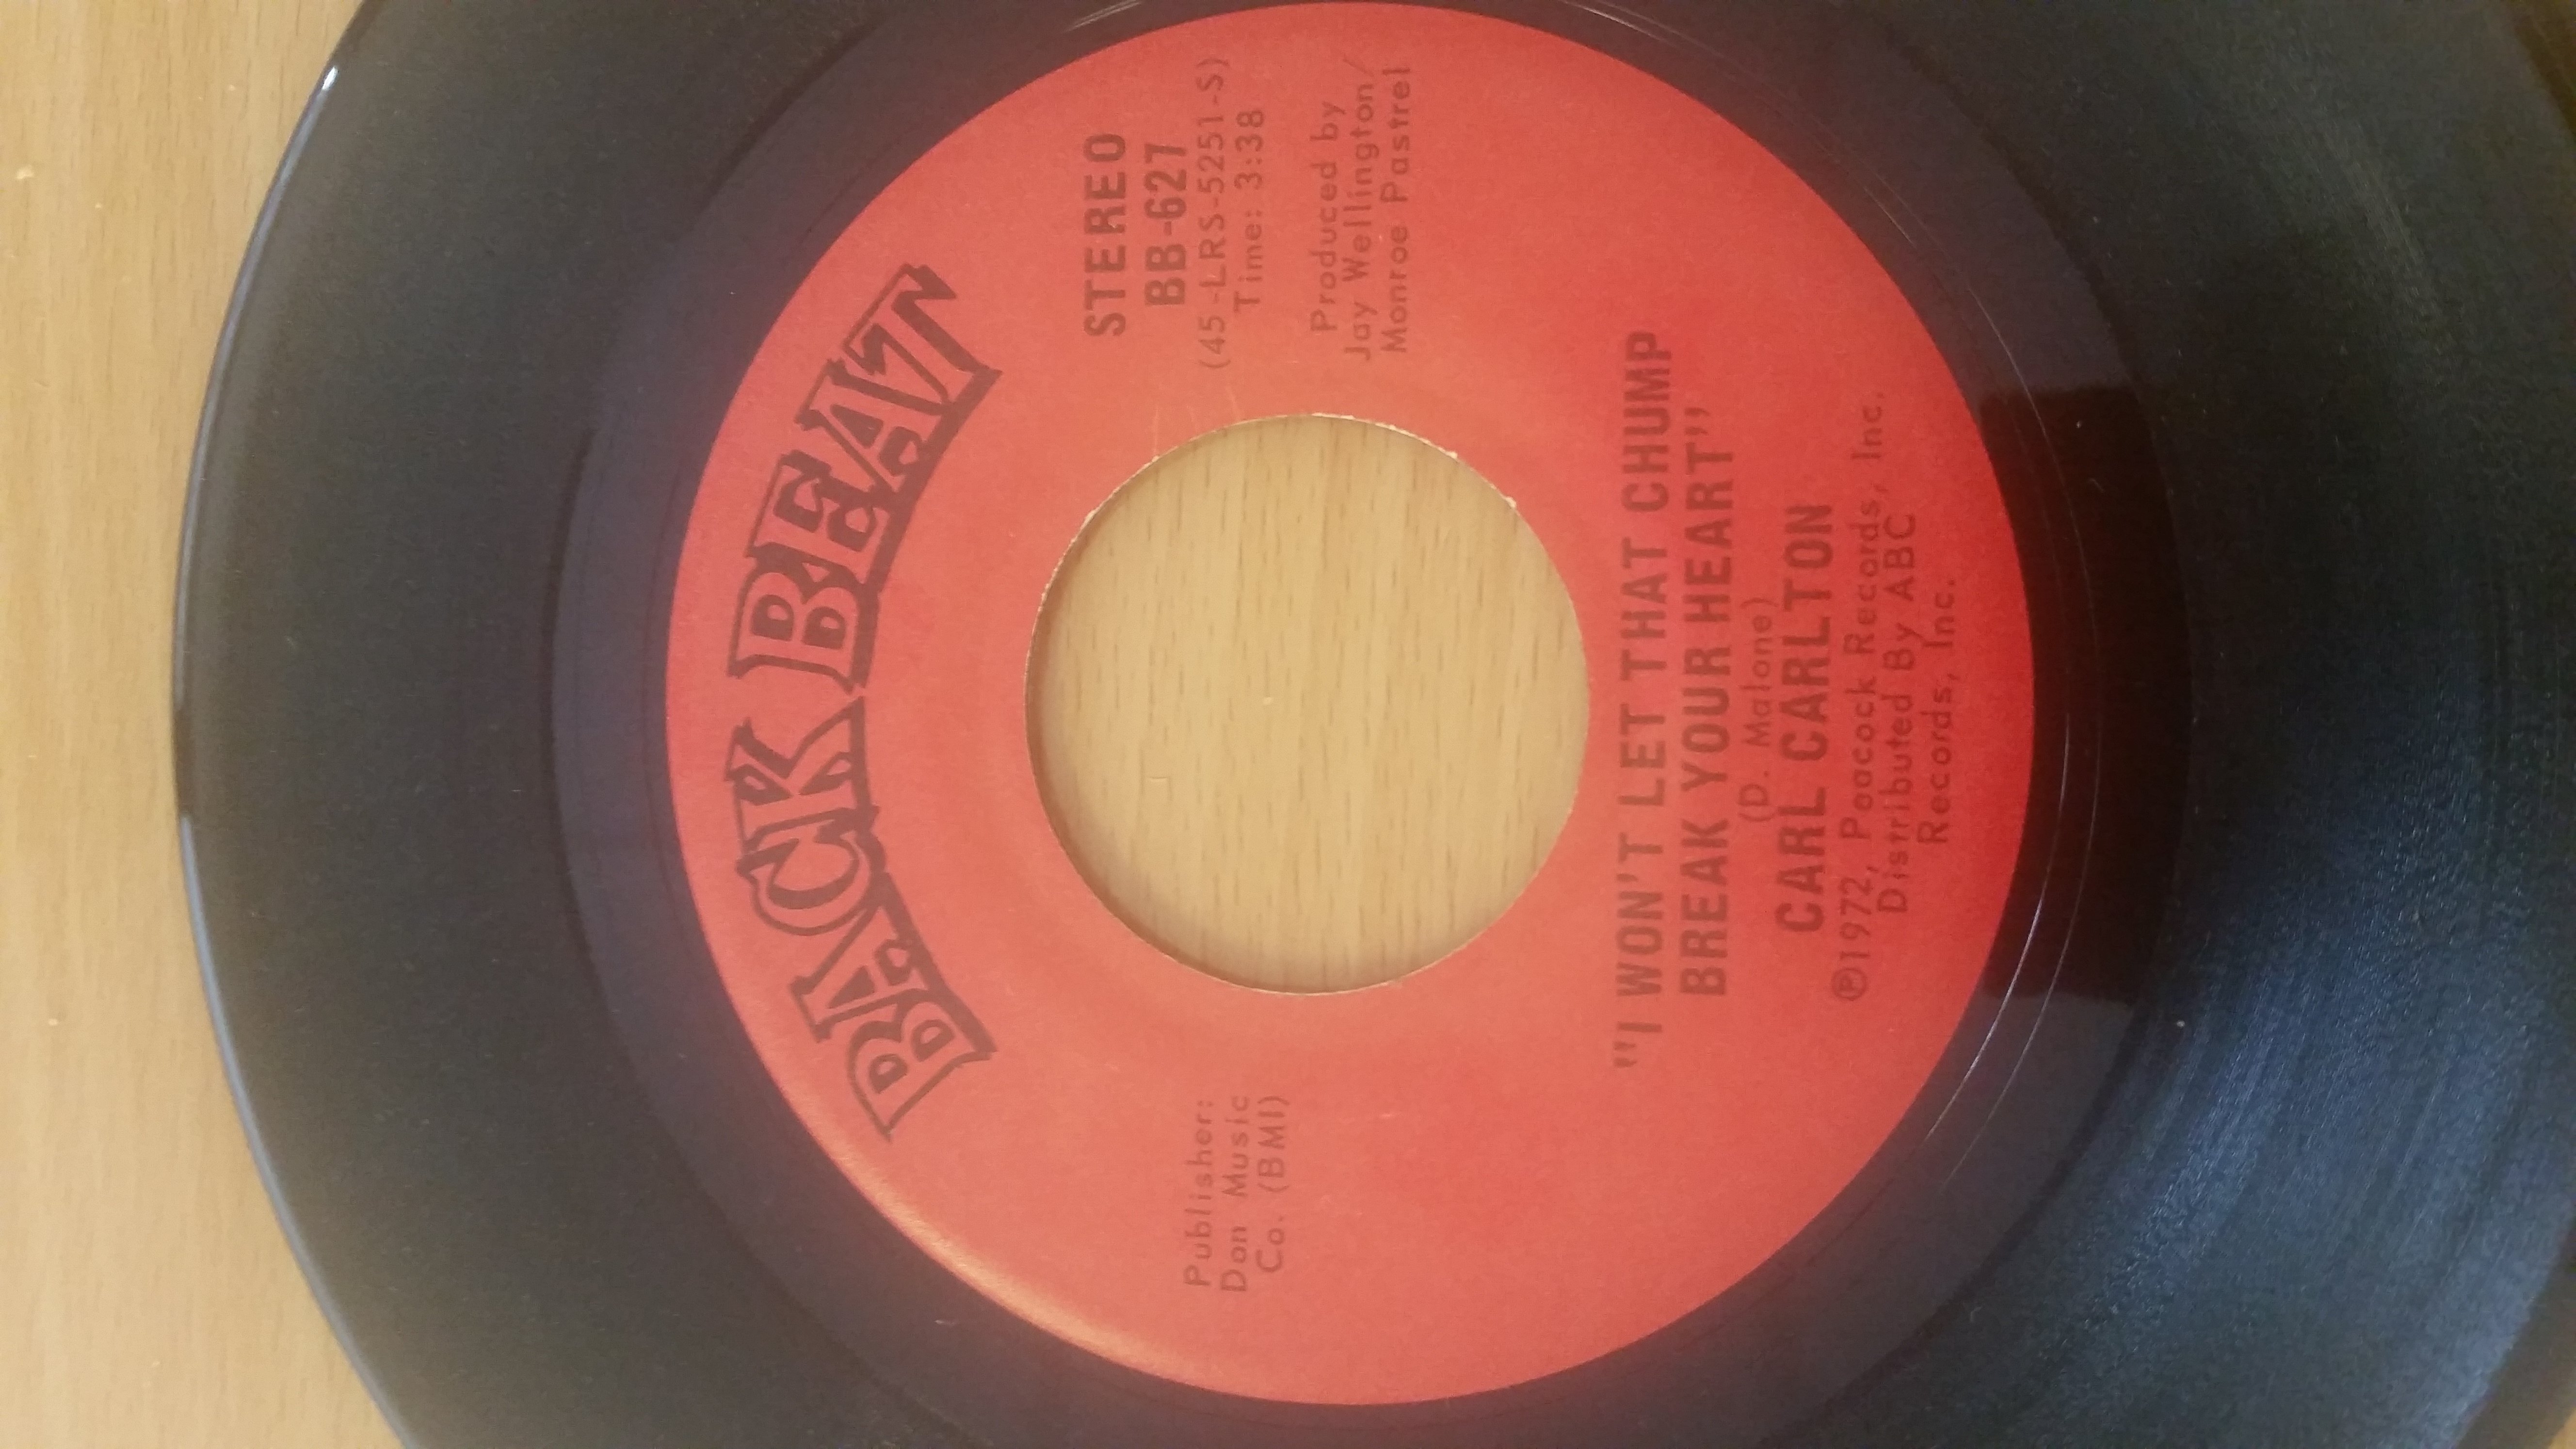 BACK BEAT
STEREO
BB-627
(45-LRS-5251-S)
Time: 3:38
Produced by
Jay Wellington/
Monroe Pastrel
Publisher:
Don Music
Co. (BMI)
"I WON'T LET THAT CHUMP
BREAK YOUR HEART"
(D. Malone)
CARL CARLTON
℗1972, Peacock Records, Inc.
Distributed By ABC
Records, Inc.